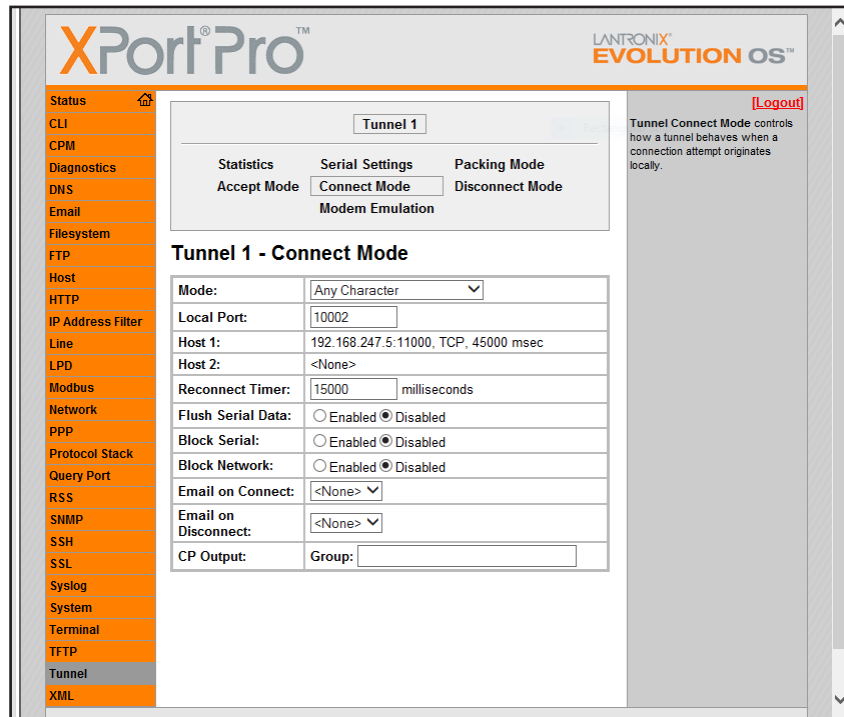 XPort® Pro™
LANTRONIX®
EVOLUTION OS™
Status
CLI
CPM
Diagnostics
DNS
Email
Filesystem
FTP
Host
HTTP
IP Address Filter
Line
LPD
Modbus
Network
PPP
Protocol Stack
Query Port
RSS
SNMP
SSH
SSL
Syslog
System
Terminal
TFTP
Tunnel
XML
Tunnel 1
Statistics Serial Settings Packing Mode
Accept Mode Connect Mode Disconnect Mode
Modem Emulation
Tunnel 1 - Connect Mode
Mode: Any Character
Local Port: 10002
Host 1: 192.168.247.5:11000, TCP, 45000 msec
Host 2: <None>
Reconnect Timer: 15000 milliseconds
Flush Serial Data: Enabled Disabled
Block Serial: Enabled Disabled
Block Network: Enabled Disabled
Email on Connect: <None>
Email on
Disconnect: <None>
CP Output: Group:
[Logout]
Tunnel Connect Mode controls
how a tunnel behaves when a
connection attempt originates
locally.